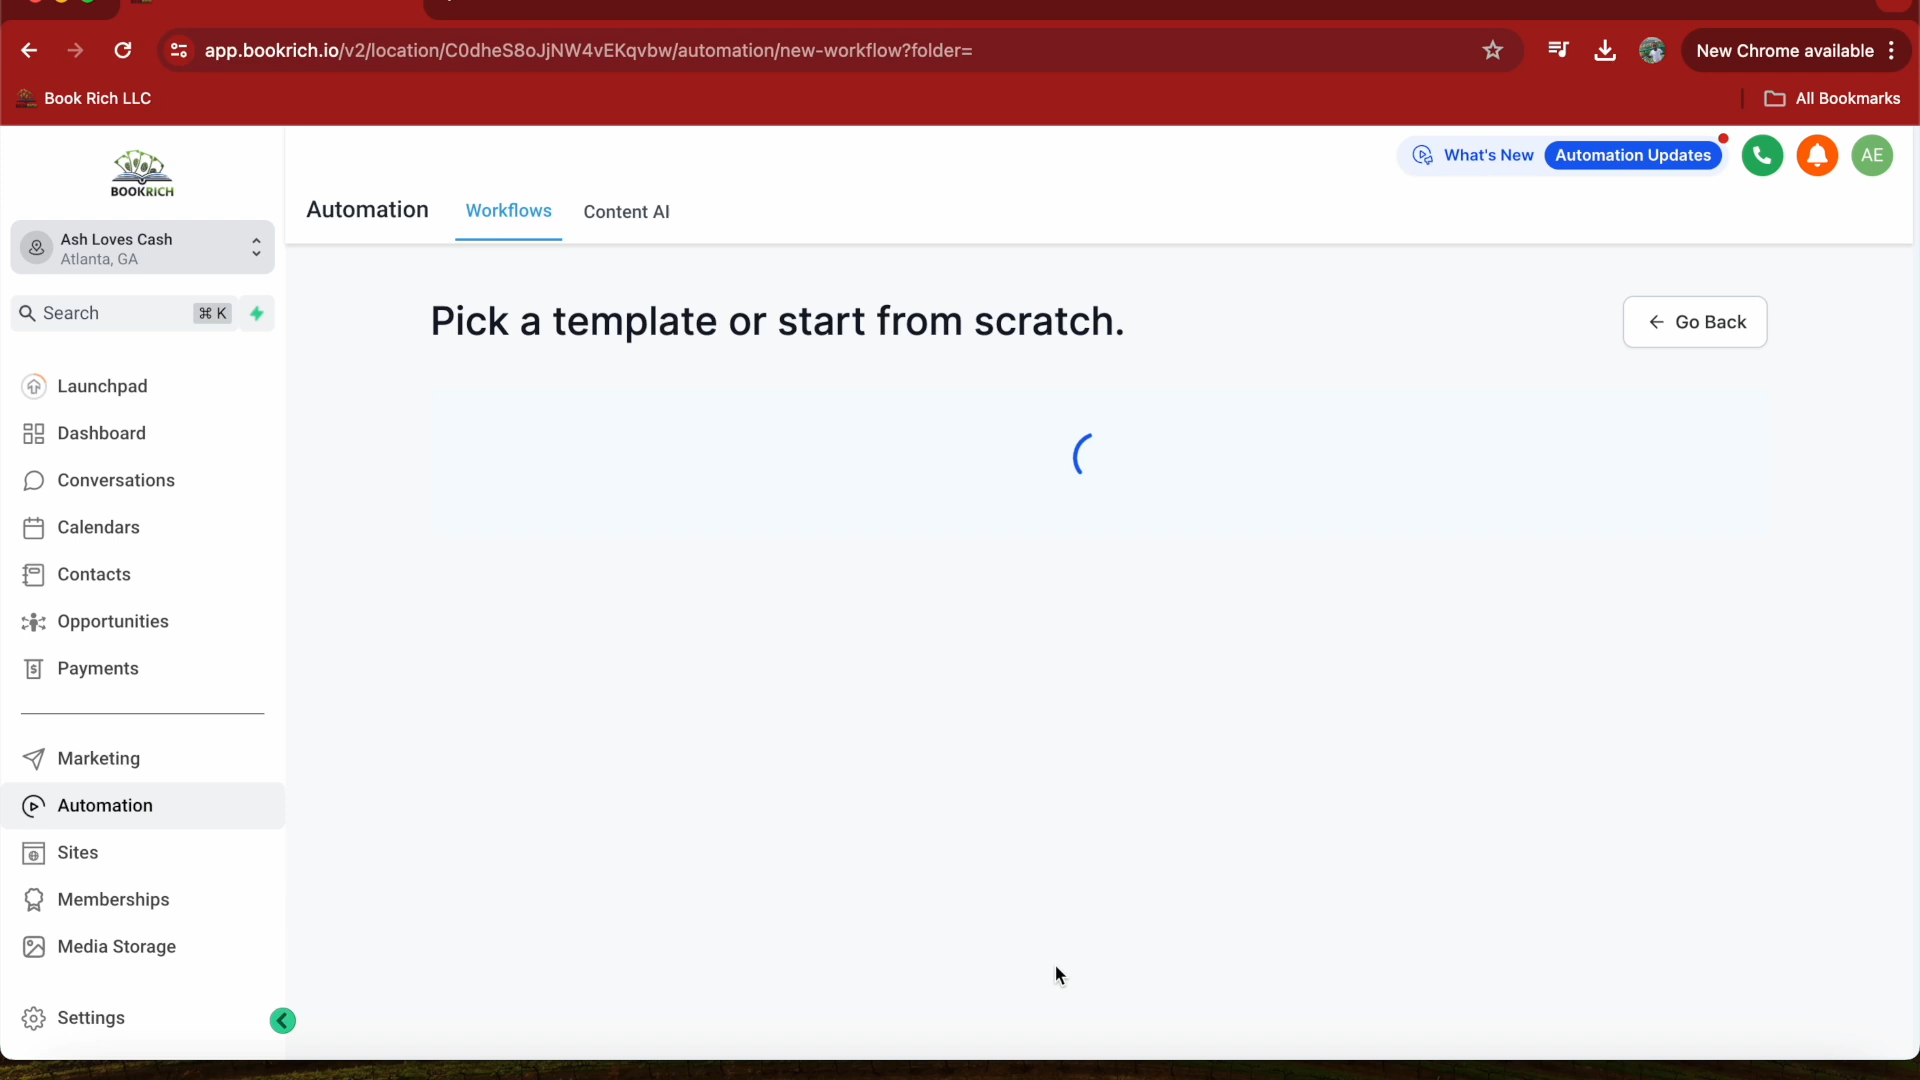 app.bookrich.io/v2/location/C0dheS8oJjNW4vEKqvbw/automation/new-workflow?folder=
New Chrome available
Book Rich LLC
All Bookmarks
BOOKRICH
What's New
Automation Updates
AE
Automation
Workflows
Content AI
Ash Loves Cash
Atlanta, GA
Search
⌘ K
Pick a template or start from scratch.
Go Back
Launchpad
Dashboard
Conversations
Calendars
Contacts
Opportunities
Payments
Marketing
Automation
Sites
Memberships
Media Storage
Settings